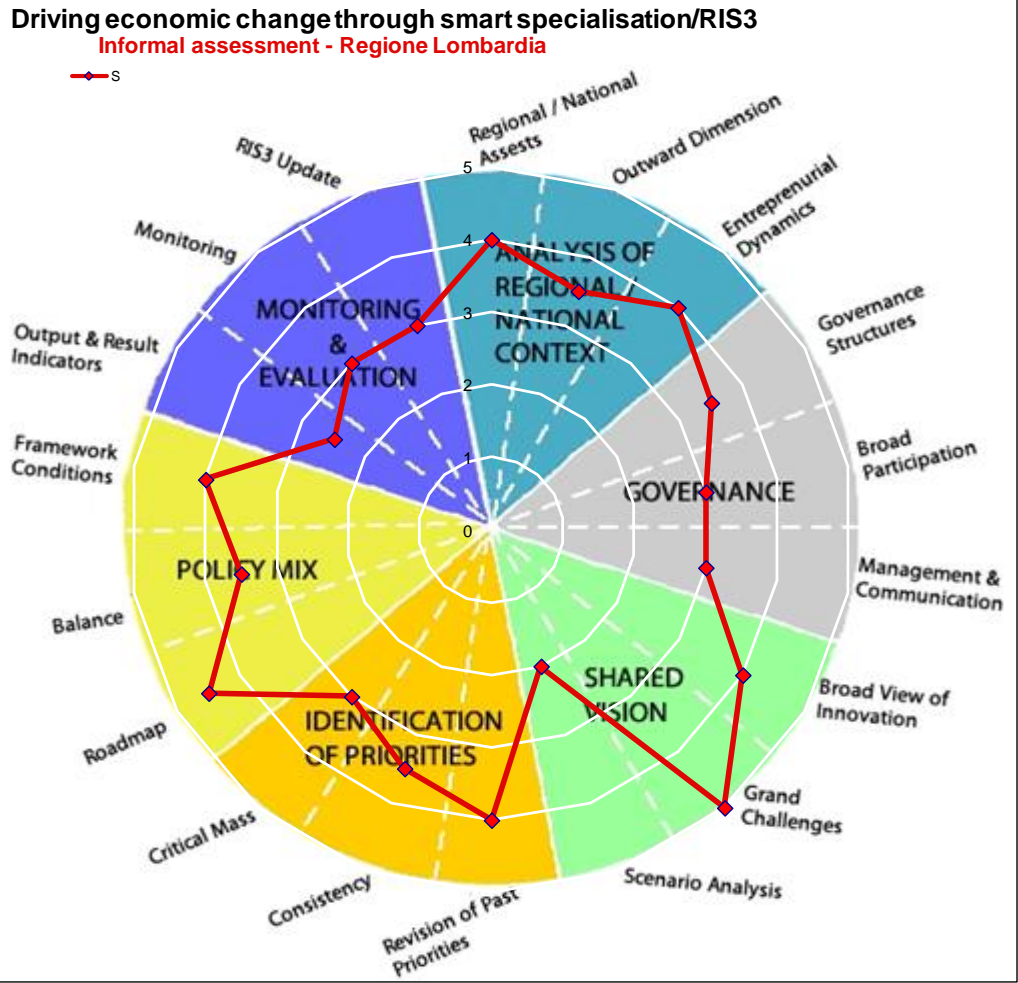 Driving economic change through smart specialisation/RIS3
Informal assessment - Regione Lombardia
S
Regional / National
Assests
Outward Dimension
Entreprenurial
Dynamics
Governance
Structures
Broad
Participation
Management &
Communication
Broad View of
Innovation
Grand
Challenges
Scenario Analysis
Revision of Past
Priorities
Consistency
Critical Mass
Roadmap
Balance
Framework
Conditions
Output & Result
Indicators
Monitoring
RIS3 Update
5
4
3
2
1
0
ANALYSIS OF
REGIONAL /
NATIONAL
CONTEXT
GOVERNANCE
SHARED
VISION
IDENTIFICATION
OF PRIORITIES
POLICY MIX
MONITORING
&
EVALUATION